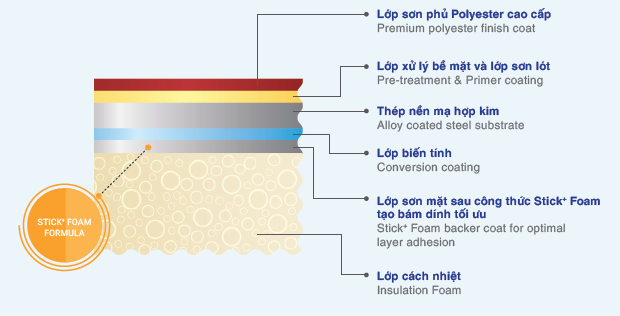 Lớp sơn phủ Polyester cao cấp
Premium polyester finish coat
Lớp xử lý bề mặt và lớp sơn lót
Pre-treatment & Primer coating
Thép nền mạ hợp kim
Alloy coated steel substrate
Lớp biến tính
Conversion coating
Lớp sơn mặt sau công thức Stick⁺ Foam
tạo bám dính tối ưu
Stick⁺ Foam backer coat for optimal
layer adhesion
Lớp cách nhiệt
Insulation Foam
STICK⁺ FOAM
FORMULA